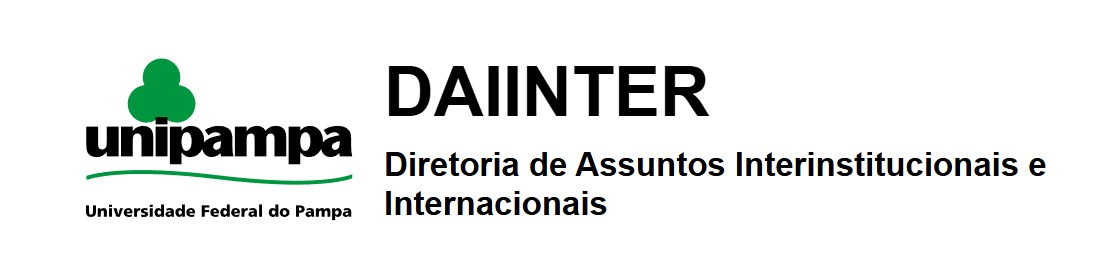 unipampa
Universidade Federal do Pampa
DAIINTER
Diretoria de Assuntos Interinstitucionais e
Internacionais